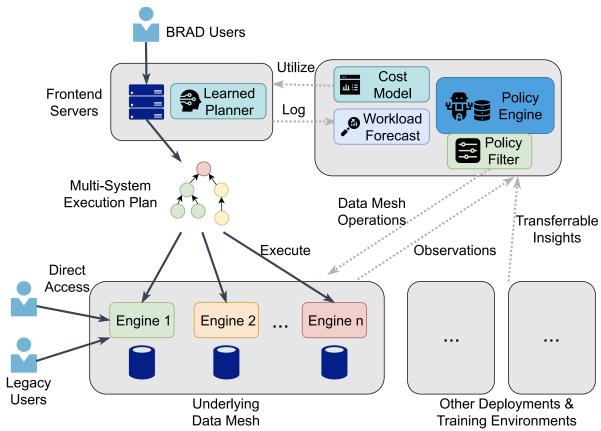 BRAD Users
Frontend
Servers
Learned
Planner
Utilize
Log
Cost
Model
Workload
Forecast
Policy
Engine
Policy
Filter
Multi-System
Execution Plan
Data Mesh
Operations
Observations
Transferrable
Insights
Execute
Direct
Access
Legacy
Users
Engine 1
Engine 2
...
Engine n
Underlying
Data Mesh
...
...
Other Deployments &
Training Environments